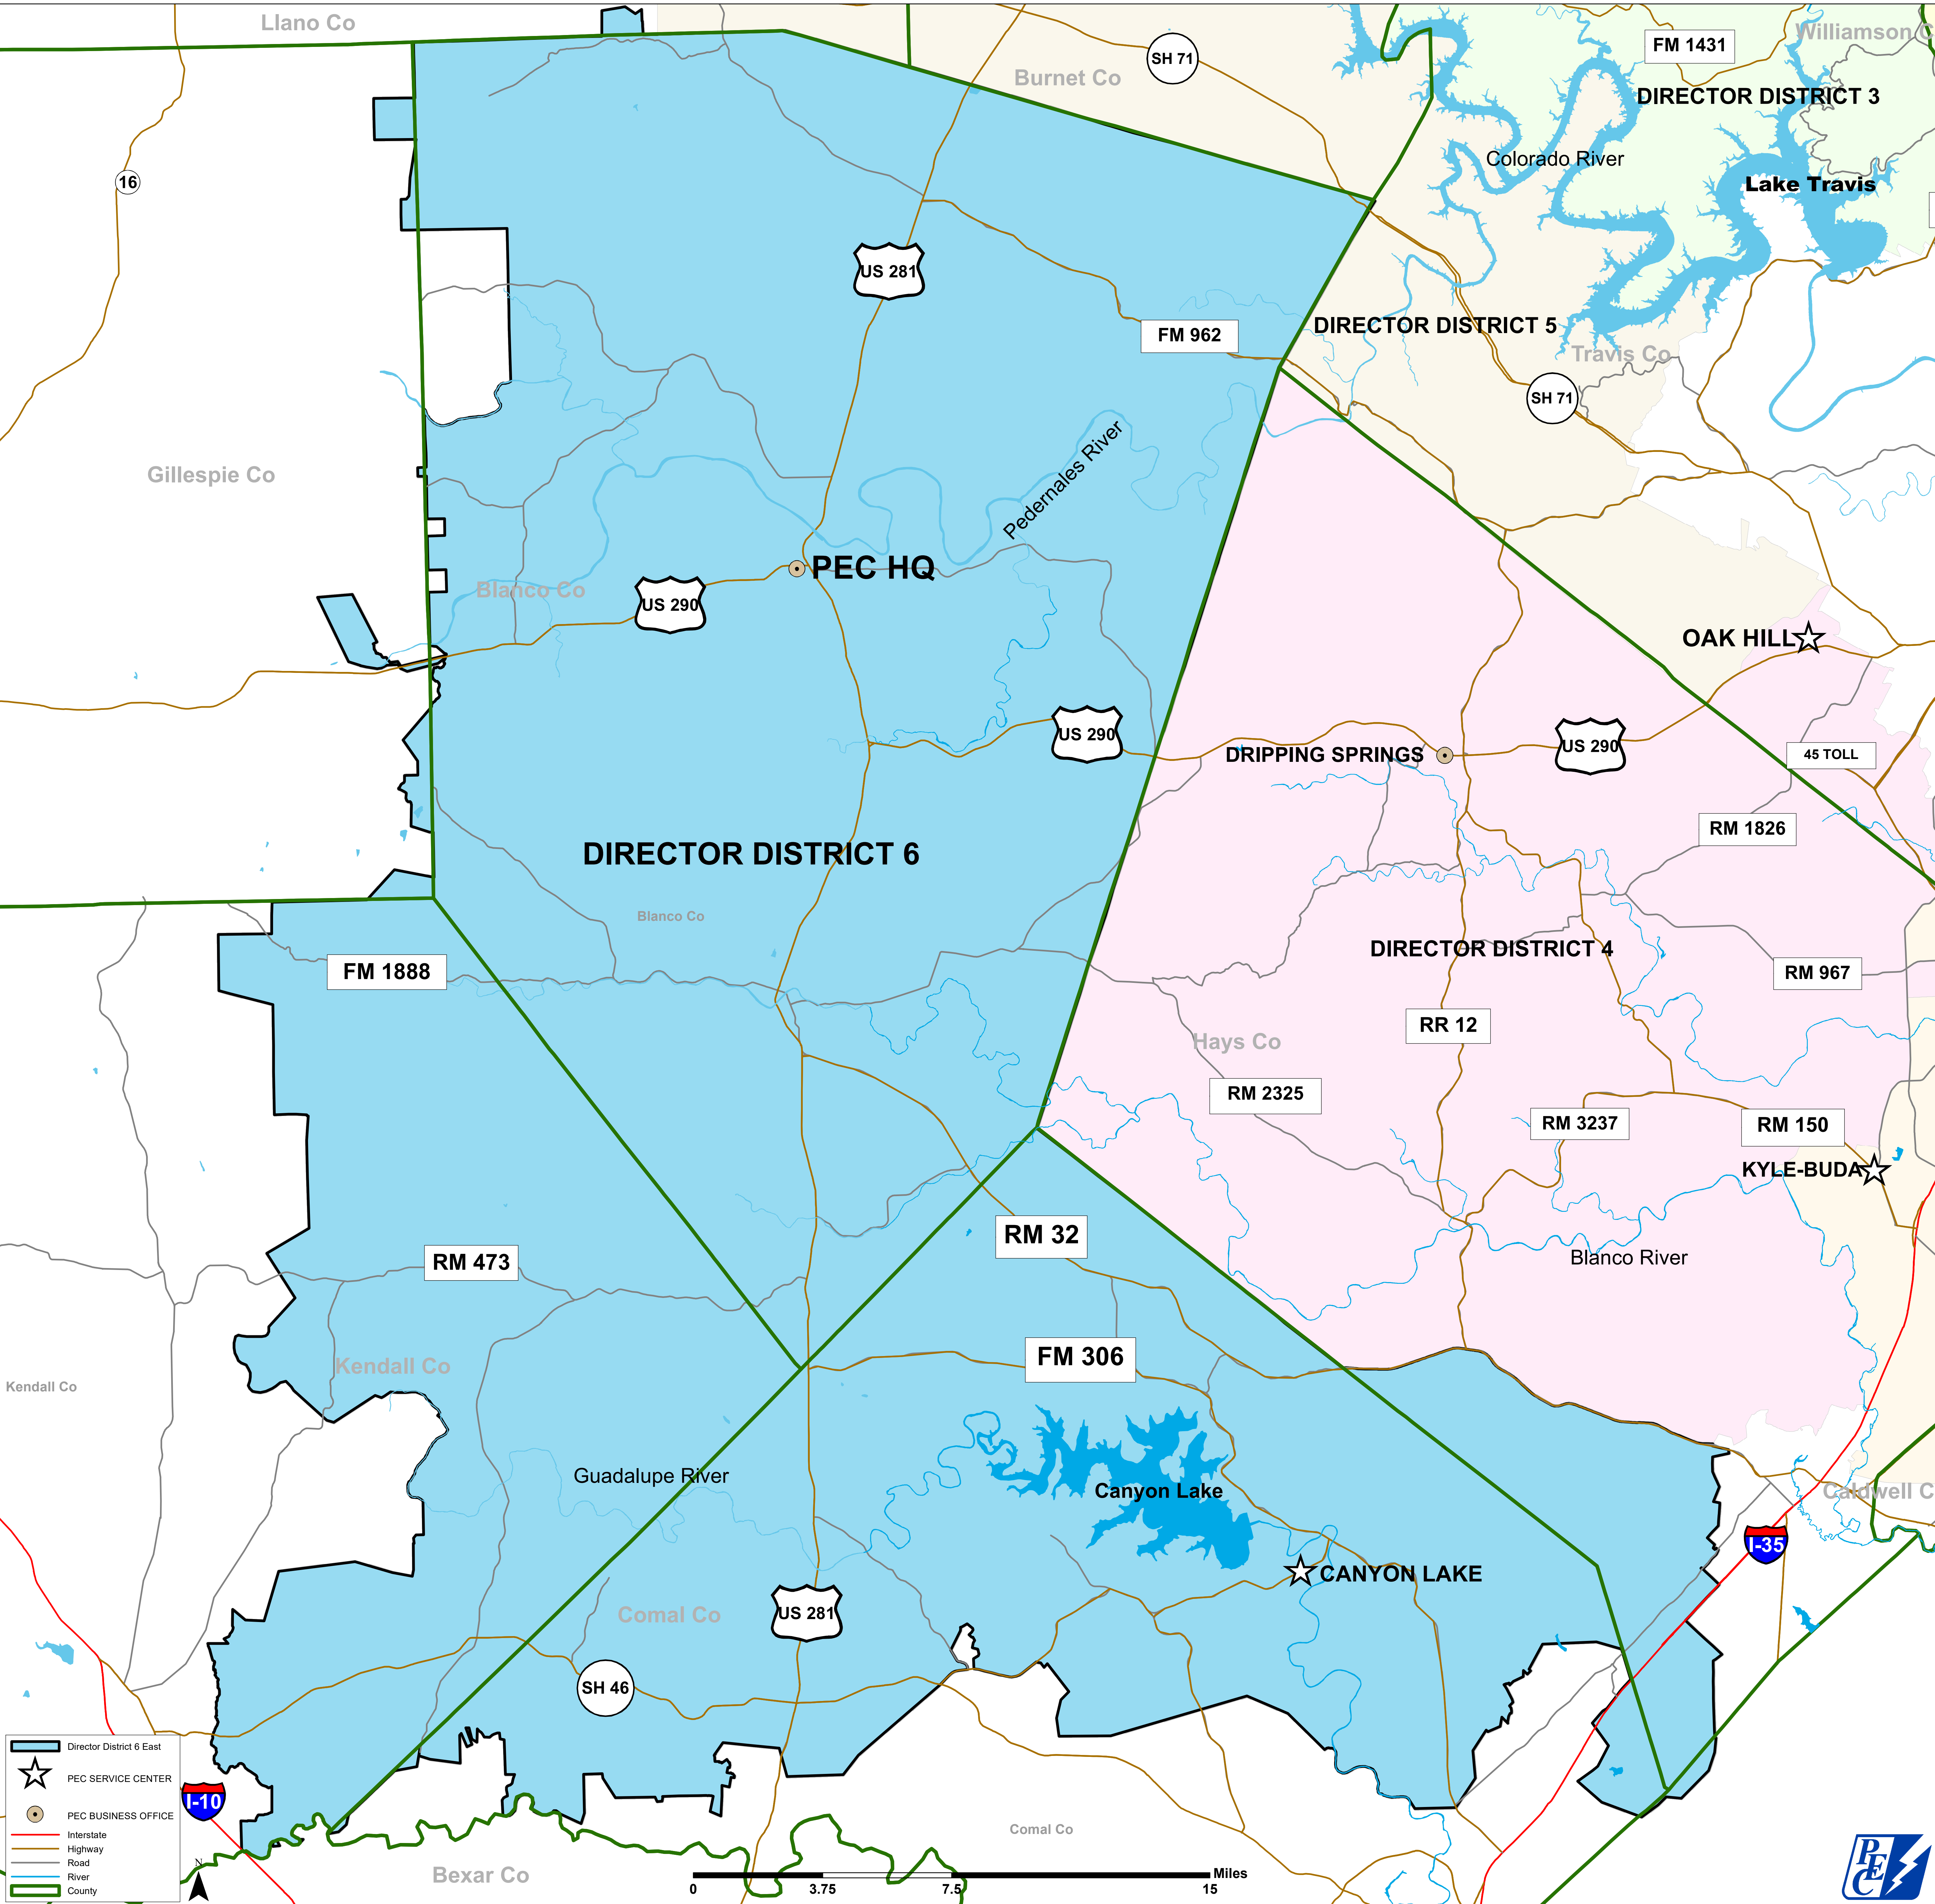 Llano Co
SH 71
Burnet Co
FM 1431
Williamson C
DIRECTOR DISTRICT 3
Colorado River
Lake Travis
16
US 281
FM 962
DIRECTOR DISTRICT 5
Travis Co
SH 71
Gillespie Co
Pedernales River
PEC HQ
Blanco Co
US 290
OAK HILL
US 290
DRIPPING SPRINGS
US 290
45 TOLL
RM 1826
DIRECTOR DISTRICT 6
Blanco Co
DIRECTOR DISTRICT 4
FM 1888
RM 967
RR 12
Hays Co
RM 2325
RM 3237
RM 150
KYLE-BUDA
RM 32
RM 473
Blanco River
FM 306
Kendall Co
Kendall Co
Guadalupe River
Canyon Lake
Caldwell C
I-35
CANYON LAKE
Comal Co
US 281
SH 46
Director District 6 East
PEC SERVICE CENTER
PEC BUSINESS OFFICE
Interstate
Highway
Road
River
County
I-10
N
Comal Co
Bexar Co
Miles
0 3.75 7.5 15
PEC